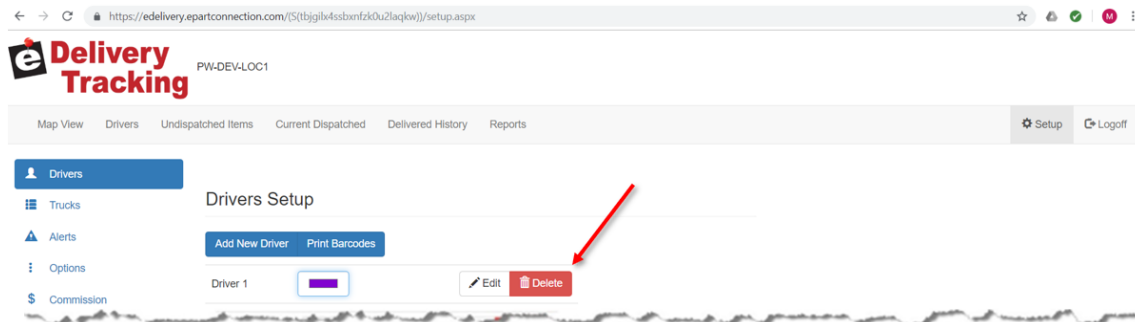 https://edelivery.epartconnection.com/(S(tbjgilx4ssbxnfzk0u2laqkw))/setup.aspx
M
e Delivery Tracking
PW-DEV-LOC1
Map View Drivers Undispatched Items Current Dispatched Delivered History Reports Setup Logoff
Drivers
Trucks
Alerts
Options
$ Commission
Drivers Setup
Add New Driver Print Barcodes
Driver 1 Edit Delete